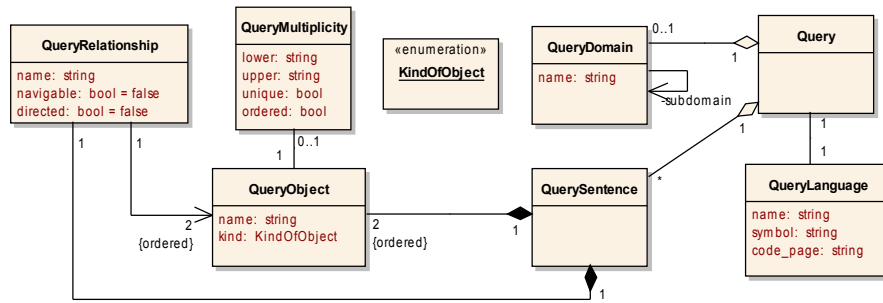 QueryRelationship
name: string
navigable: bool = false
directed: bool = false
QueryMultiplicity
lower: string
upper: string
unique: bool
ordered: bool
«enumeration»
KindOfObject
QueryDomain
name: string
0..1
1
-subdomain
Query
1
1
1
*
QueryLanguage
name: string
symbol: string
code_page: string
1
1
0..1
1
QueryObject
name: string
kind: KindOfObject
2
{ordered}
2
{ordered}
QuerySentence
1
1